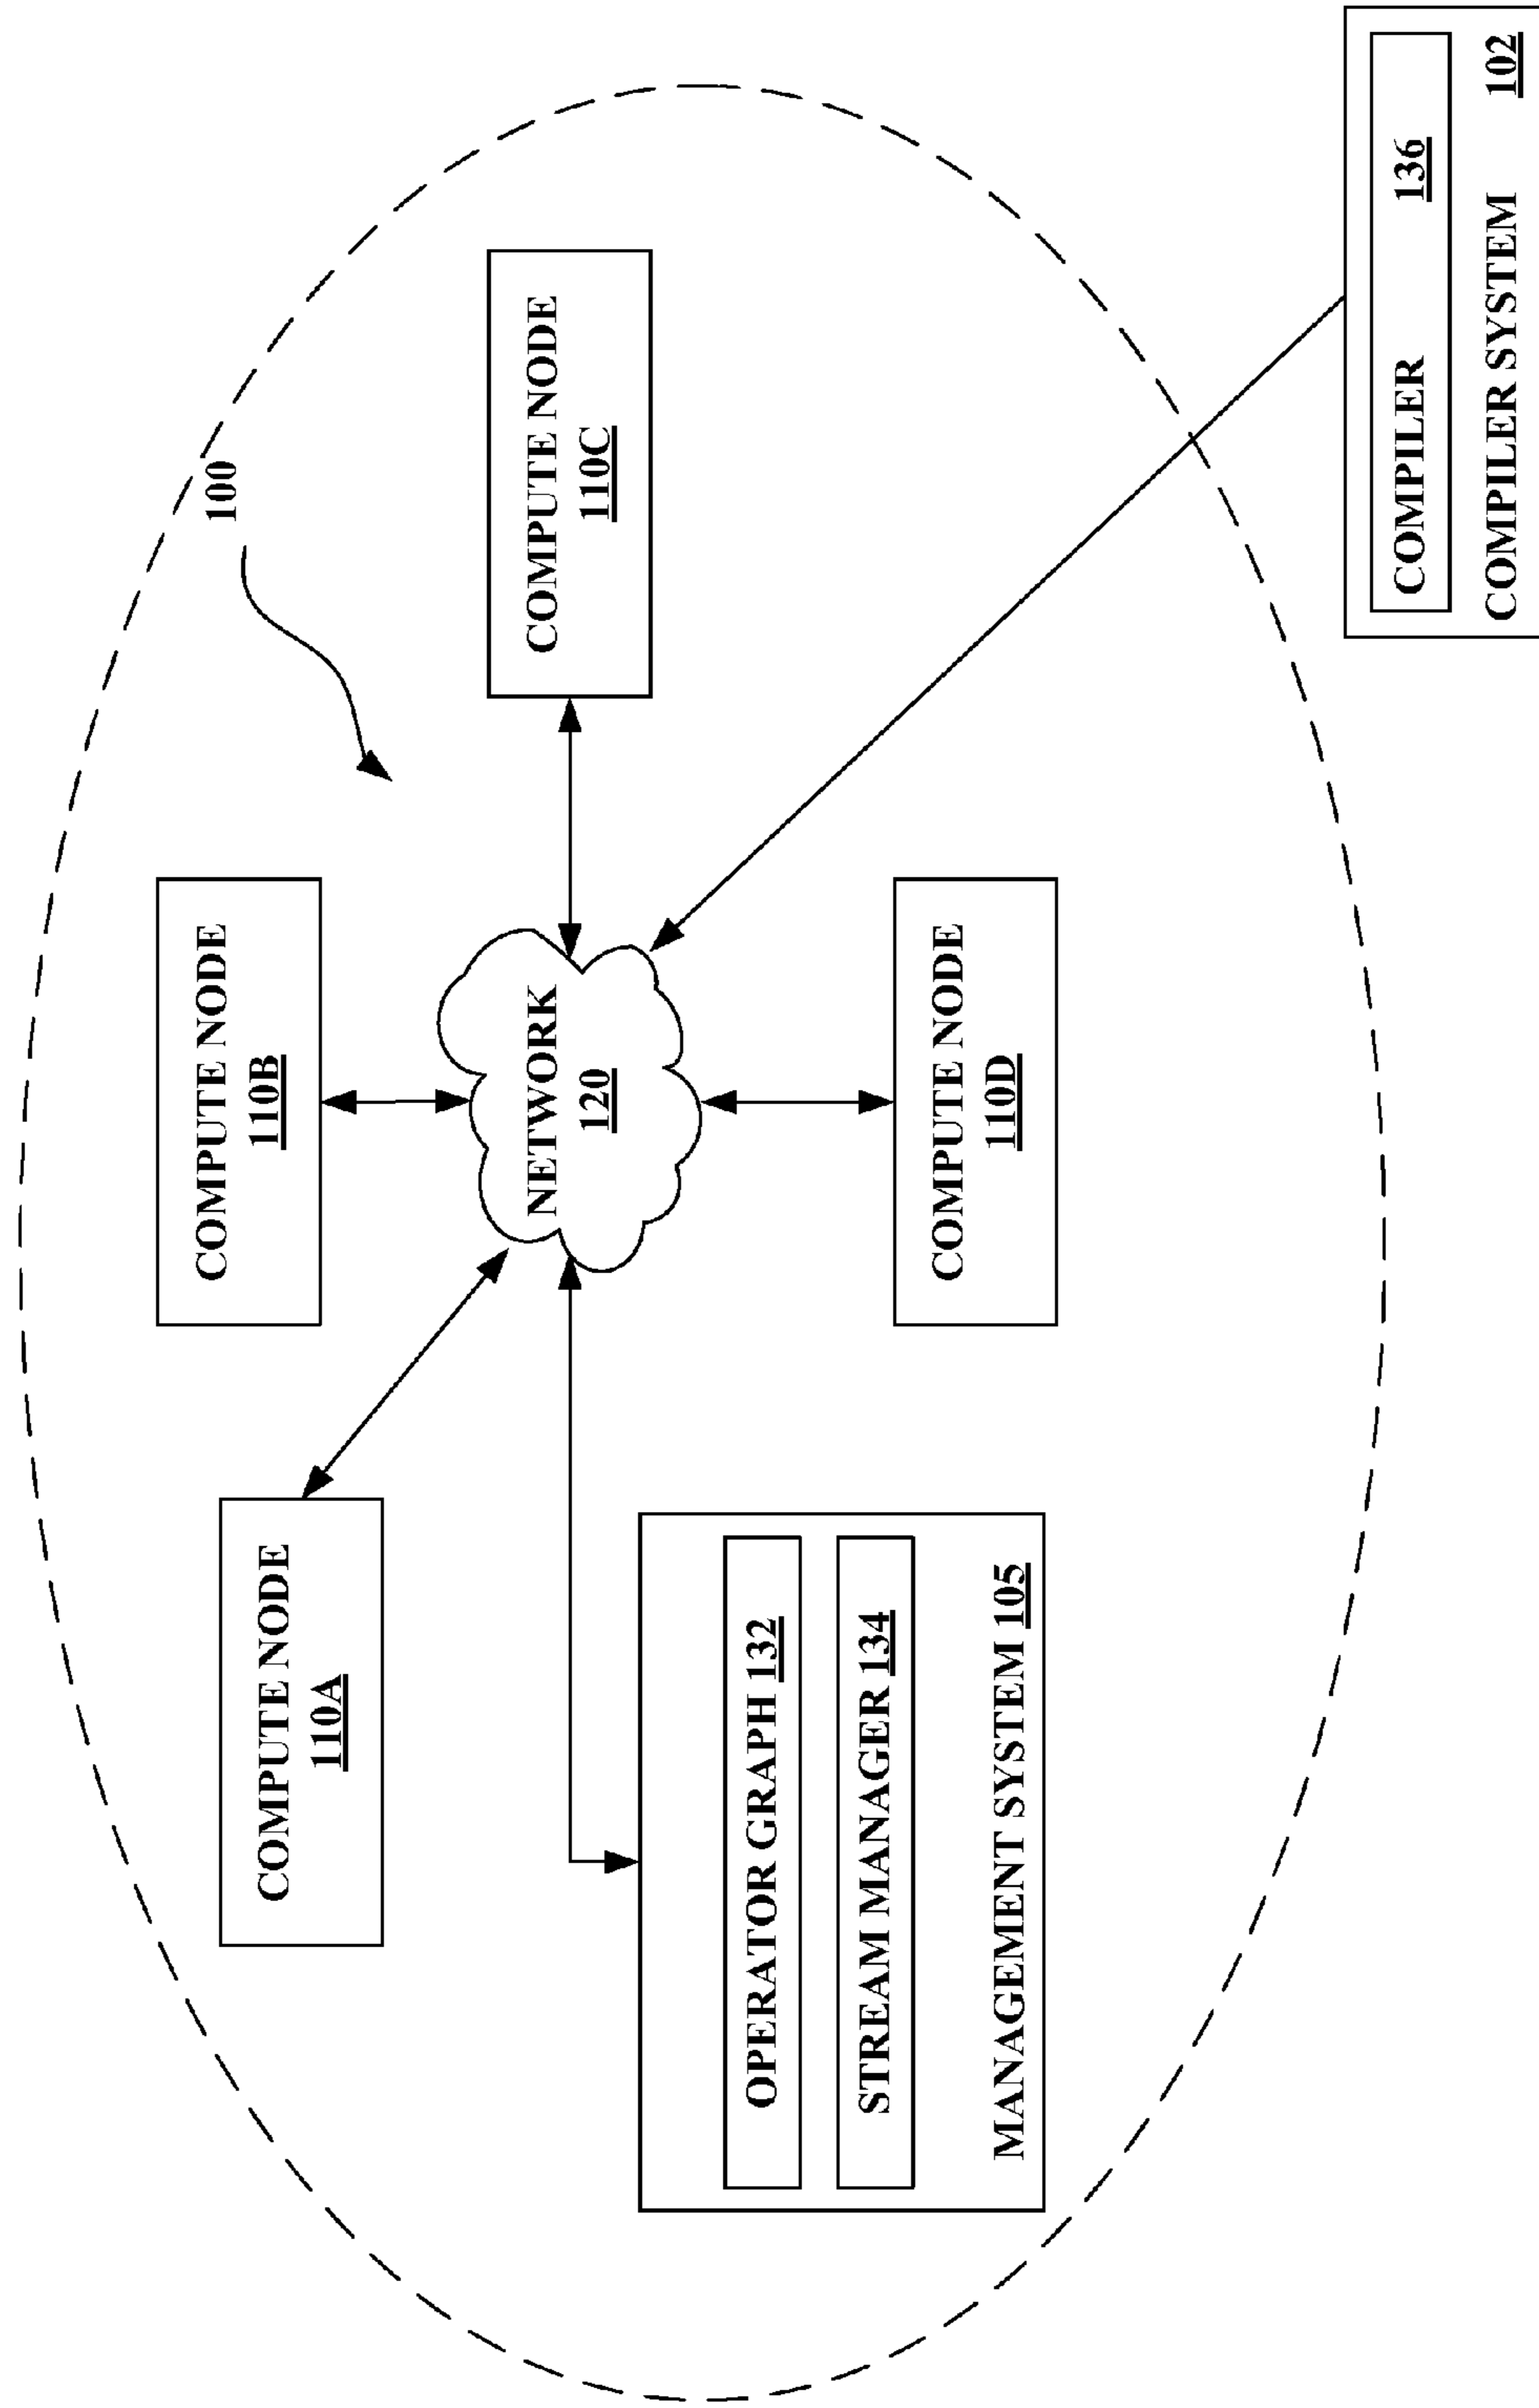 100
COMPUTE NODE
110A
COMPUTE NODE
110B
COMPUTE NODE
110C
NETWORK
120
OPERATOR GRAPH 132
STREAM MANAGER 134
MANAGEMENT SYSTEM 105
COMPUTE NODE
110D
COMPILER 136
COMPILER SYSTEM 102